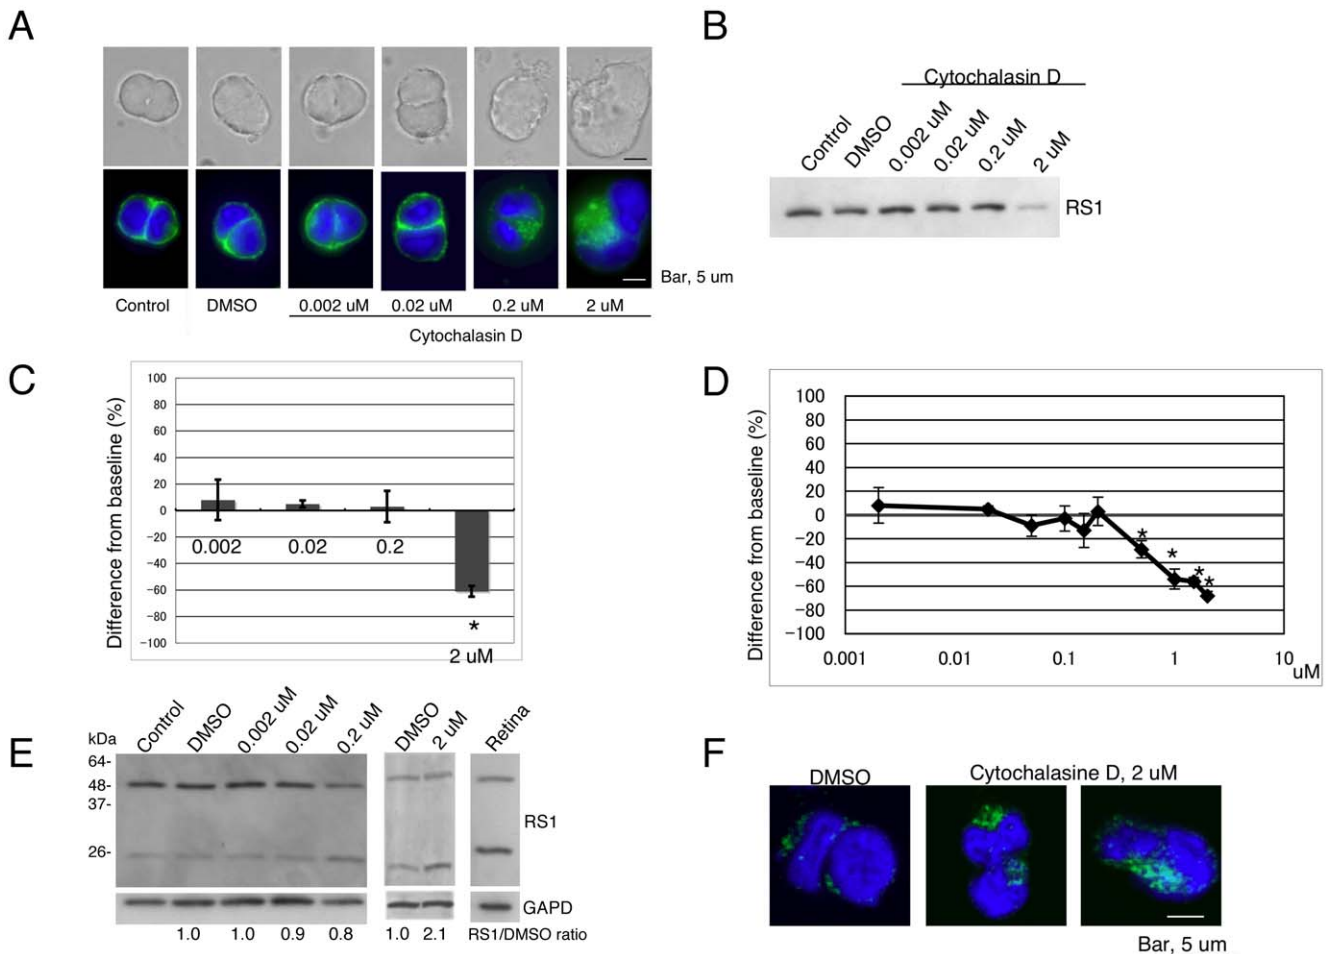 A
Control
DMSO
0.002 uM
0.02 uM
0.2 uM
2 uM
Cytochalasin D
Bar, 5 um
B
Cytochalasin D
Control
DMSO
0.002 uM
0.02 uM
0.2 uM
2 uM
RS1
C
Difference from baseline (%)
100
80
60
40
20
0
−20
−40
−60
−80
−100
0.002
0.02
0.2
*
2 uM
D
Difference from baseline (%)
100
80
60
40
20
0
−20
−40
−60
−80
−100
*
*
*
*
0.001
0.01
0.1
1
10
uM
E
kDa
64-
48-
37-
26-
Control
DMSO
0.002 uM
0.02 uM
0.2 uM
DMSO
2 uM
Retina
RS1
GAPD
1.0 1.0 0.9 0.8 1.0 2.1 RS1/DMSO ratio
F
DMSO
Cytochalasine D, 2 uM
Bar, 5 um